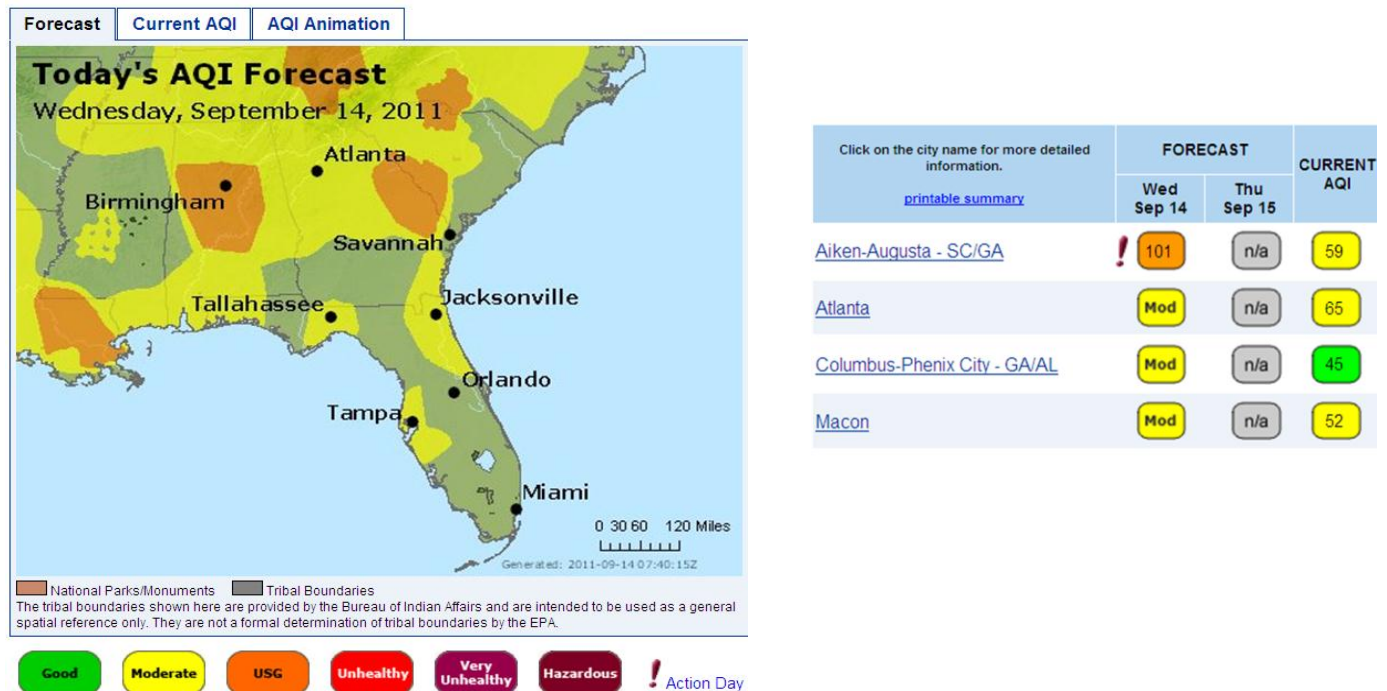 Forecast Current AQI AQI Animation
Today's AQI Forecast
Wednesday, September 14, 2011
Atlanta
Birmingham
Savannah
Tallahassee
Jacksonville
Orlando
Tampa
Miami
0 30 60 120 Miles
Generated: 2011-09-14 07:40:15Z
National Parks/Monuments Tribal Boundaries
The tribal boundaries shown here are provided by the Bureau of Indian Affairs and are intended to be used as a general
spatial reference only. They are not a formal determination of tribal boundaries by the EPA.
Good Moderate USG Unhealthy Very Unhealthy Hazardous ! Action Day
Click on the city name for more detailed
information.
printable summary
FORECAST
CURRENT
AQI
Wed
Sep 14
Thu
Sep 15
Aiken-Augusta - SC/GA ! 101 n/a 59
Atlanta Mod n/a 65
Columbus-Phenix City - GA/AL Mod n/a 45
Macon Mod n/a 52